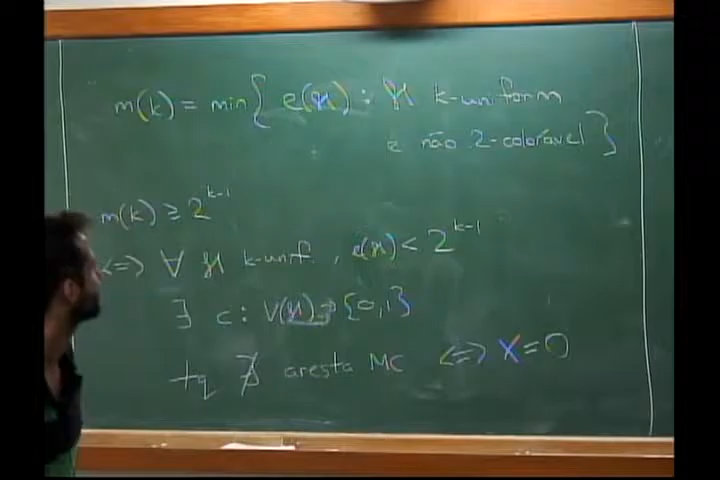 m(k) = min { e(ℋ) : ℋ k-uniform
e não 2-colorável }
m(k) ≥ 2^{k-1}
<=> ∀ ℋ k-unif. , e(ℋ) < 2^{k-1}
∃ c : V(ℋ) → {0,1}
tq ∄ aresta MC <=> X = 0